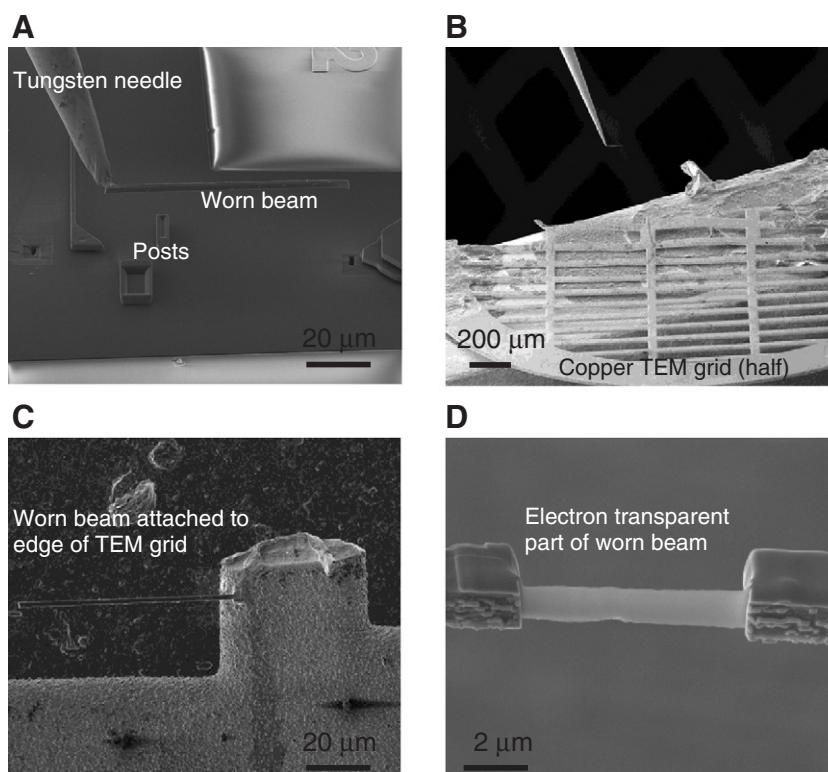 A
Tungsten needle
Worn beam
Posts
20 μm
B
200 μm
Copper TEM grid (half)
C
Worn beam attached to
edge of TEM grid
20 μm
D
Electron transparent
part of worn beam
2 μm